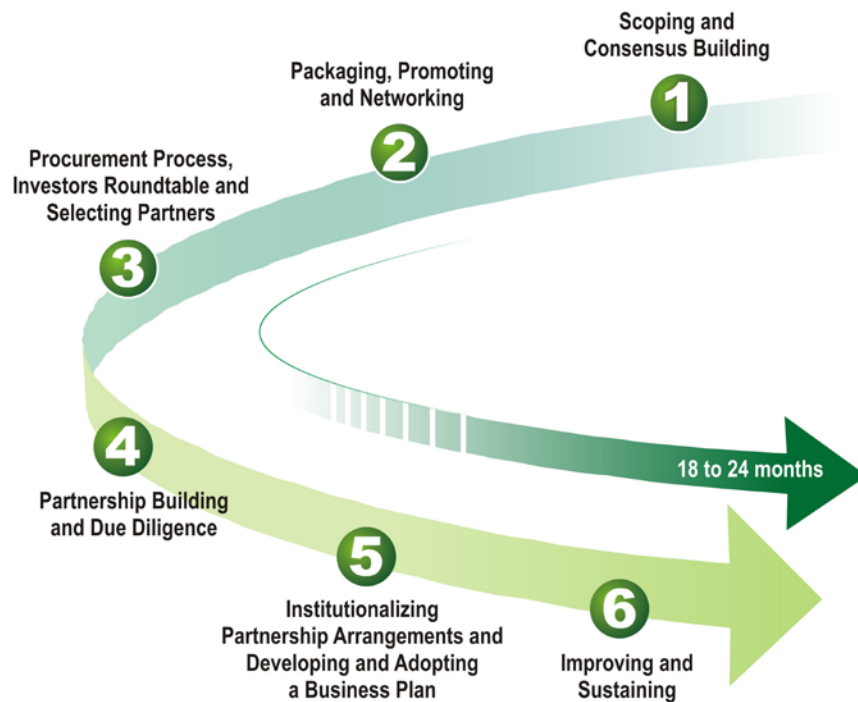 1
Scoping and
Consensus Building
2
Packaging, Promoting
and Networking
3
Procurement Process,
Investors Roundtable and
Selecting Partners
4
Partnership Building
and Due Diligence
5
Institutionalizing
Partnership Arrangements and
Developing and Adopting
a Business Plan
6
Improving and
Sustaining
18 to 24 months